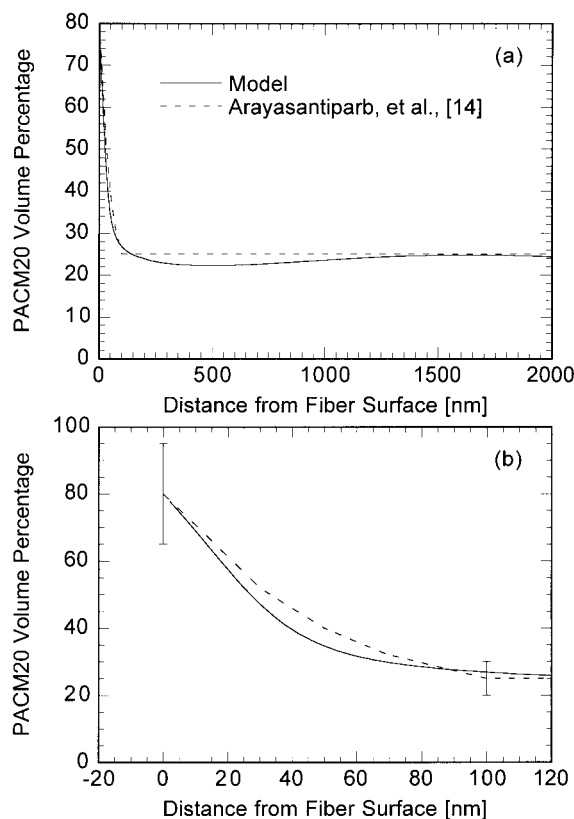 80
70
60
50
40
30
20
10
0
PACM20 Volume Percentage
(a)
Model
Arayasantiparb, et al., [14]
0 500 1000 1500 2000
Distance from Fiber Surface [nm]
100
80
60
40
20
0
PACM20 Volume Percentage
(b)
-20 0 20 40 60 80 100 120
Distance from Fiber Surface [nm]